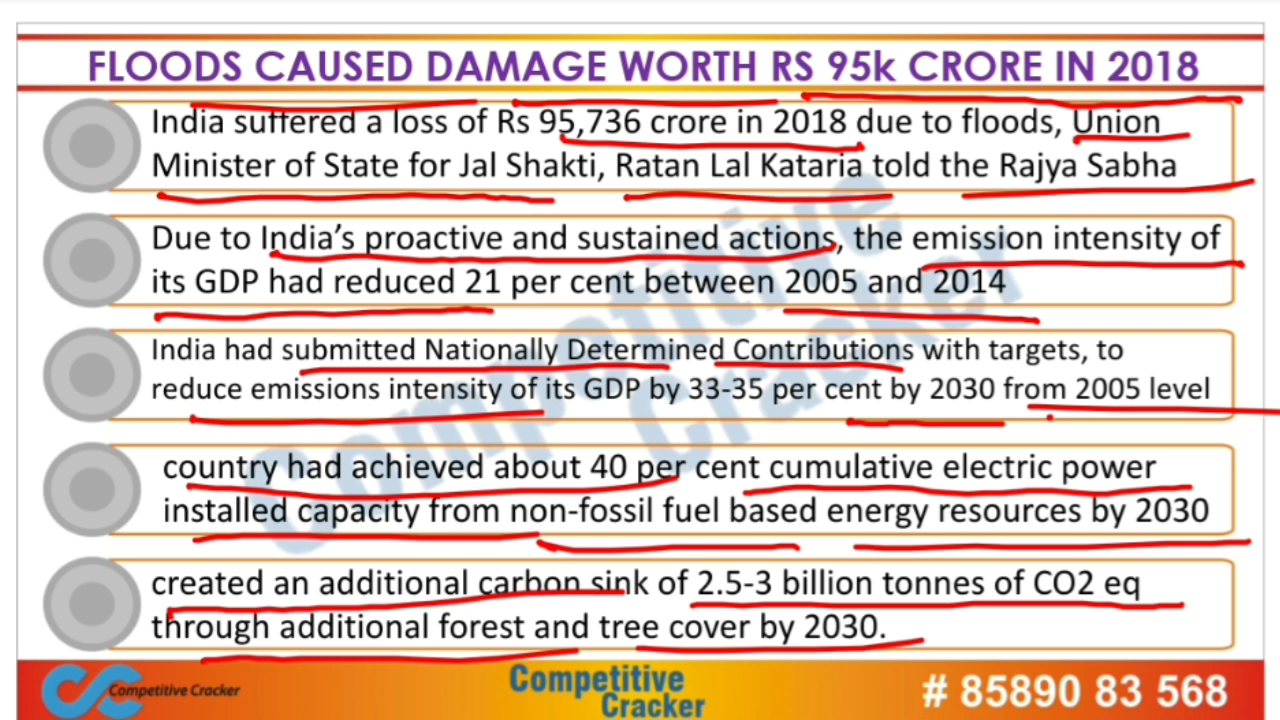 FLOODS CAUSED DAMAGE WORTH RS 95k CRORE IN 2018
India suffered a loss of Rs 95,736 crore in 2018 due to floods, Union
Minister of State for Jal Shakti, Ratan Lal Kataria told the Rajya Sabha
Due to India's proactive and sustained actions, the emission intensity of
its GDP had reduced 21 per cent between 2005 and 2014
India had submitted Nationally Determined Contributions with targets, to
reduce emissions intensity of its GDP by 33-35 per cent by 2030 from 2005 level
country had achieved about 40 per cent cumulative electric power
installed capacity from non-fossil fuel based energy resources by 2030
created an additional carbon sink of 2.5-3 billion tonnes of CO2 eq
through additional forest and tree cover by 2030.
Competitive
Cracker
Competitive Cracker
Competitive
Cracker
# 85890 83 568